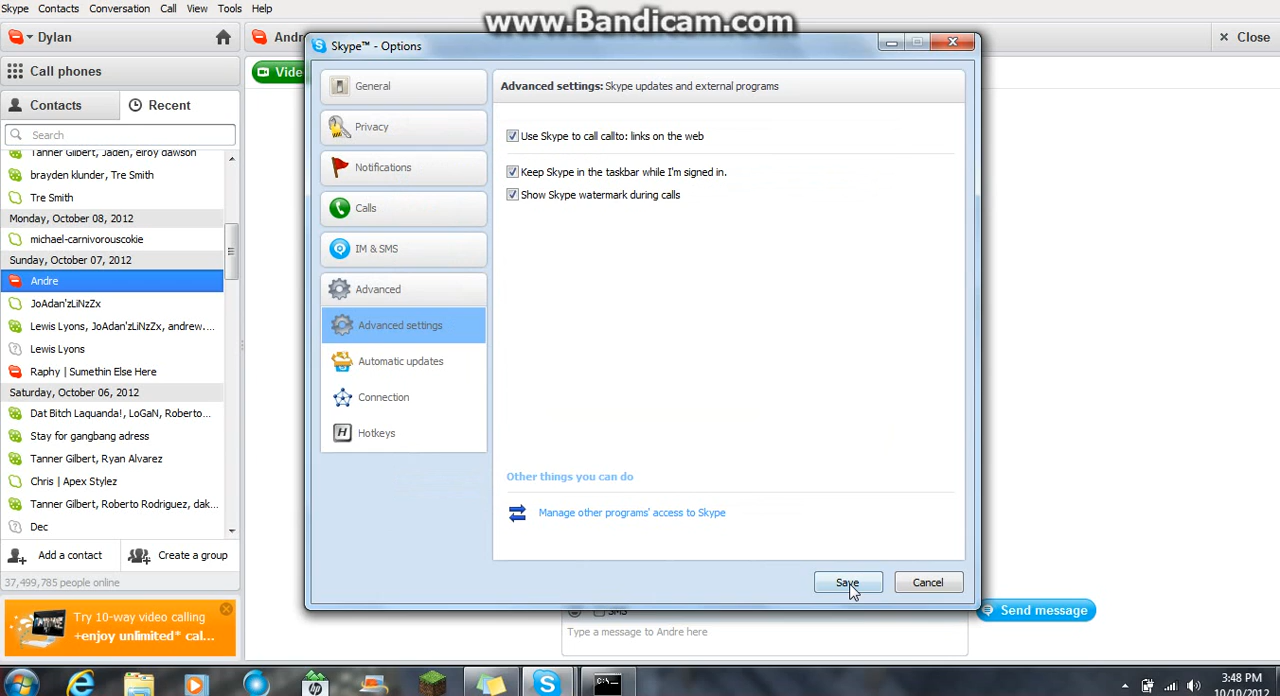 Skype Contacts Conversation Call View Tools Help
www.Bandicam.com
Dylan
Andr
Close
Call phones
Vide
Contacts Recent
Search
Tanner Gilbert, Jaden, elroy dawson
brayden klunder, Tre Smith
Tre Smith
Monday, October 08, 2012
michael-carnivorouscokie
Sunday, October 07, 2012
Andre
JoAdan'zLiNzZx
Lewis Lyons, JoAdan'zLiNzZx, andrew....
Lewis Lyons
Raphy | Sumethin Else Here
Saturday, October 06, 2012
Dat Bitch Laquanda!, LoGaN, Roberto...
Stay for gangbang adress
Tanner Gilbert, Ryan Alvarez
Chris | Apex Stylez
Tanner Gilbert, Roberto Rodriguez, dak...
Dec
Add a contact Create a group
37,499,785 people online
Try 10-way video calling
+enjoy unlimited* cal...
Skype™ - Options
General
Privacy
Notifications
Calls
IM & SMS
Advanced
Advanced settings
Automatic updates
Connection
H Hotkeys
Advanced settings: Skype updates and external programs
Use Skype to call callto: links on the web
Keep Skype in the taskbar while I'm signed in.
Show Skype watermark during calls
Other things you can do
Manage other programs' access to Skype
Save Cancel
SMS
Type a message to Andre here
Send message
3:48 PM